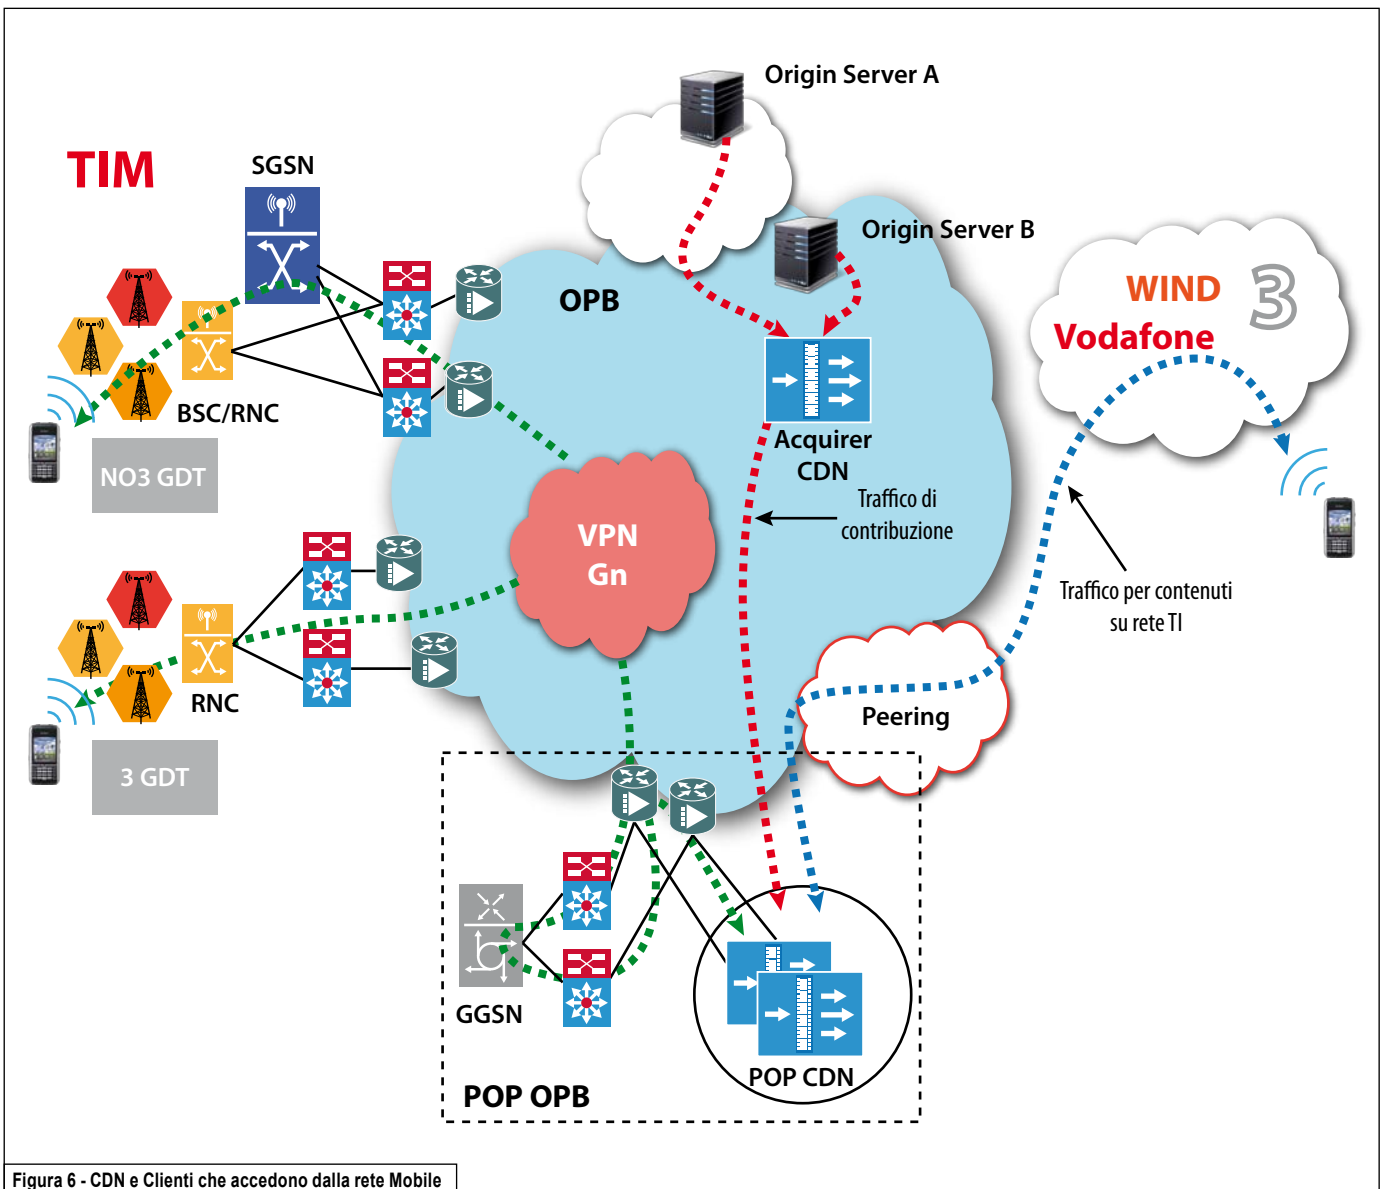 Origin Server A
TIM
SGSN
Origin Server B
OPB
WIND 3
Vodafone
BSC/RNC
NO3 GDT
Acquirer
CDN
Traffico di
contribuzione
VPN
Gn
Traffico per contenuti
su rete TI
RNC
Peering
3 GDT
GGSN
POP CDN
POP OPB
Figura 6 - CDN e Clienti che accedono dalla rete Mobile